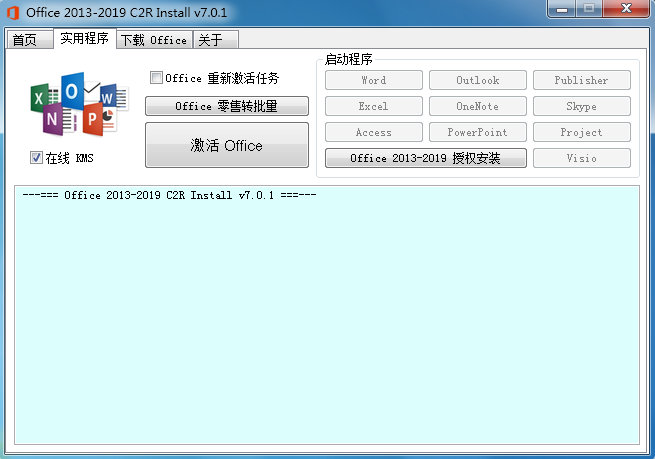 Office 2013-2019 C2R Install v7.0.1
首页 实用程序 下载 Office 关于
Office 重新激活任务
Office 零售转批量
激活 Office
在线 KMS
启动程序
Word Outlook Publisher
Excel OneNote Skype
Access PowerPoint Project
Office 2013-2019 授权安装 Visio
---=== Office 2013-2019 C2R Install v7.0.1 ===---